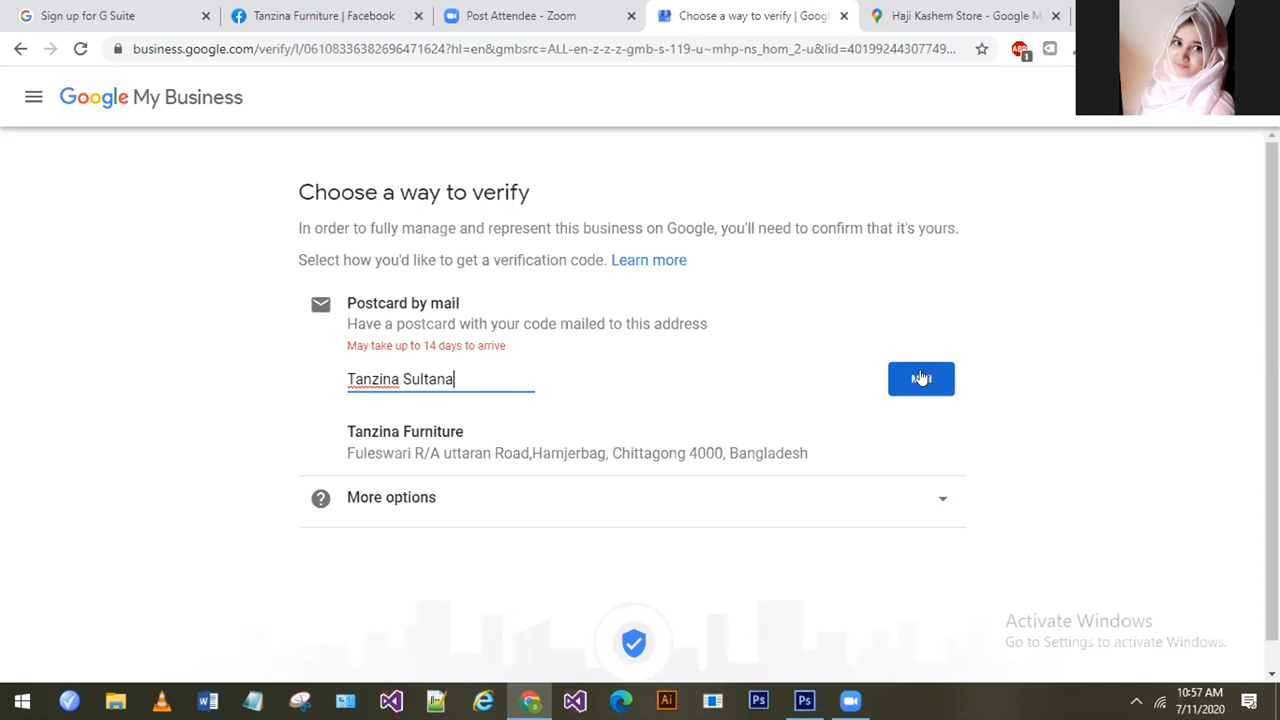 Sign up for G Suite
Tanzina Furniture | Facebook
Post Attendee - Zoom
Choose a way to verify | Googl
Haji Kashem Store - Google M
business.google.com/verify/l/06108336382696471624?hl=en&gmbsrc=ALL-en-z-z-z-gmb-s-119-u~mhp-ns_hom_2-u&lid=40199244307749...
ABP
1
Google My Business
Choose a way to verify
In order to fully manage and represent this business on Google, you'll need to confirm that it's yours.
Select how you'd like to get a verification code. Learn more
Postcard by mail
Have a postcard with your code mailed to this address
May take up to 14 days to arrive
Tanzina Sultana
Tanzina Furniture
Fuleswari R/A uttaran Road,Hamjerbag, Chittagong 4000, Bangladesh
More options
Activate Windows
Go to Settings to activate Windows.
10:57 AM
7/11/2020